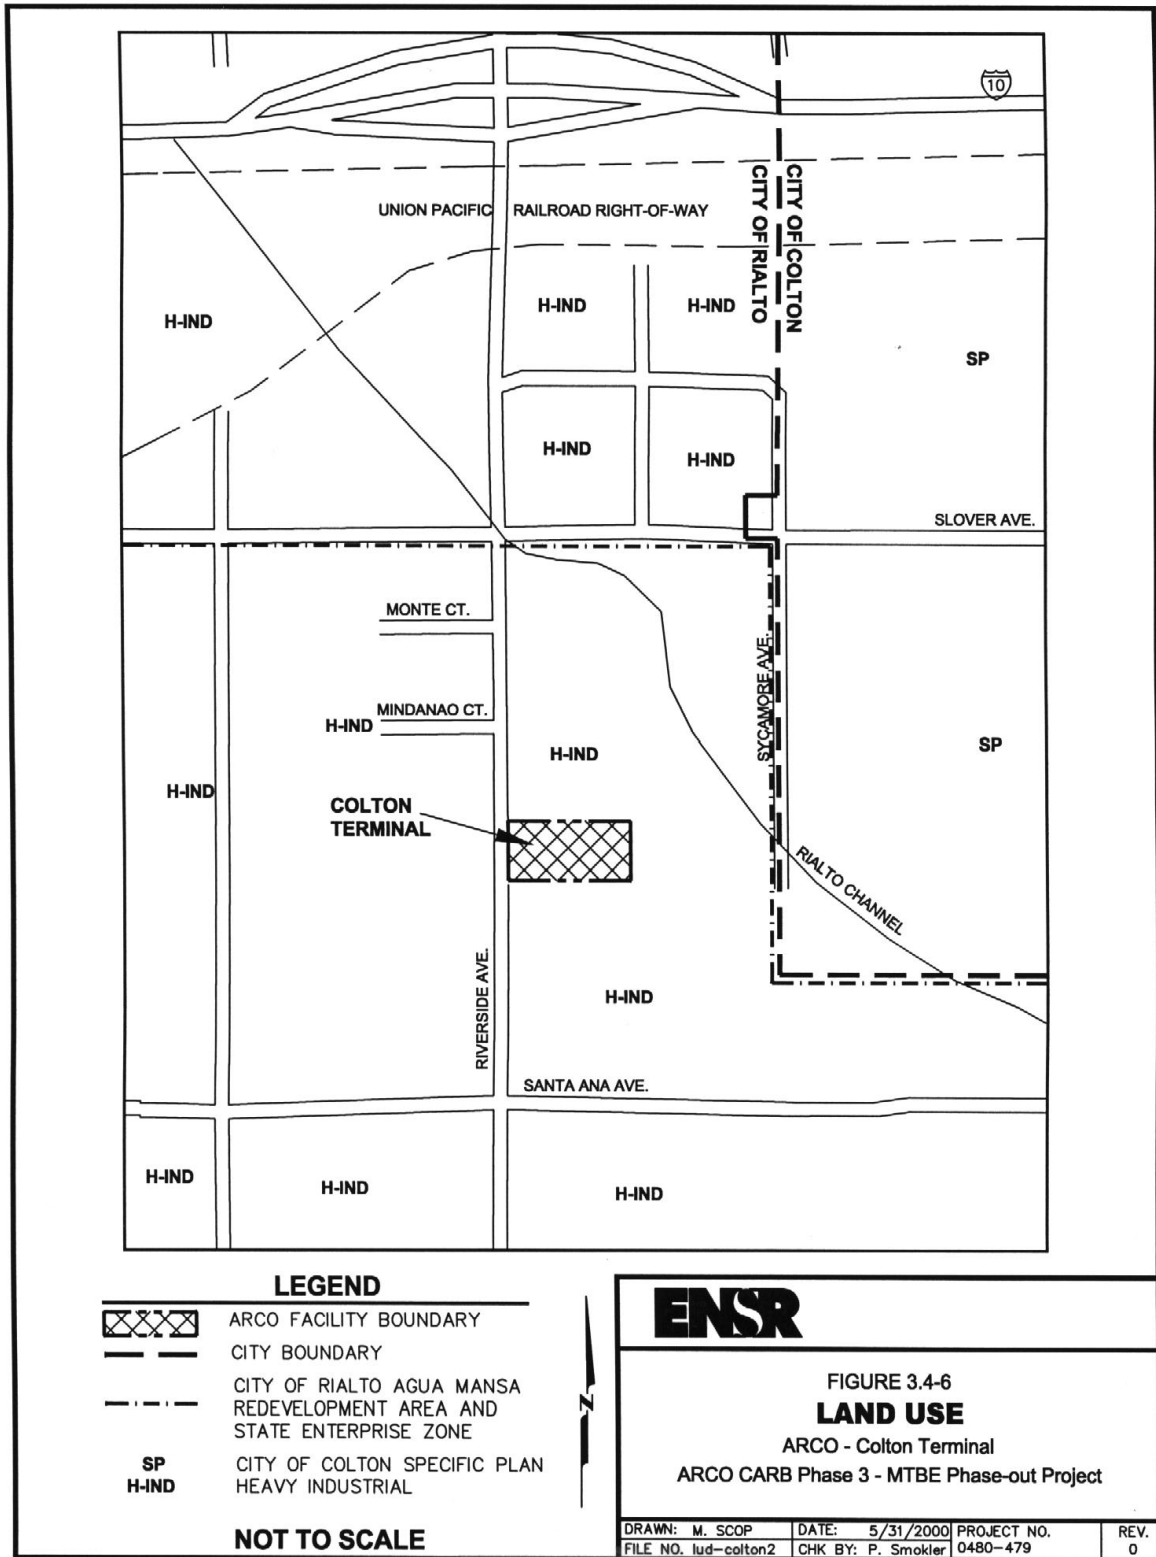 10
CITY OF RIALTO
CITY OF COLTON
UNION PACIFIC RAILROAD RIGHT-OF-WAY
H-IND
H-IND
H-IND
SP
H-IND
H-IND
SLOVER AVE.
MONTE CT.
SYCAMORE AVE.
MINDANAO CT.
H-IND
H-IND
SP
H-IND
COLTON
TERMINAL
RIALTO CHANNEL
RIVERSIDE AVE.
H-IND
SANTA ANA AVE.
H-IND
H-IND
H-IND
LEGEND
ARCO FACILITY BOUNDARY
CITY BOUNDARY
CITY OF RIALTO AGUA MANSA
REDEVELOPMENT AREA AND
STATE ENTERPRISE ZONE
SP CITY OF COLTON SPECIFIC PLAN
H-IND HEAVY INDUSTRIAL
NOT TO SCALE
N
ENSR
FIGURE 3.4-6
LAND USE
ARCO - Colton Terminal
ARCO CARB Phase 3 - MTBE Phase-out Project
DRAWN: M. SCOP DATE: 5/31/2000 PROJECT NO. REV.
FILE NO. lud-colton2 CHK BY: P. Smokler 0480-479 0